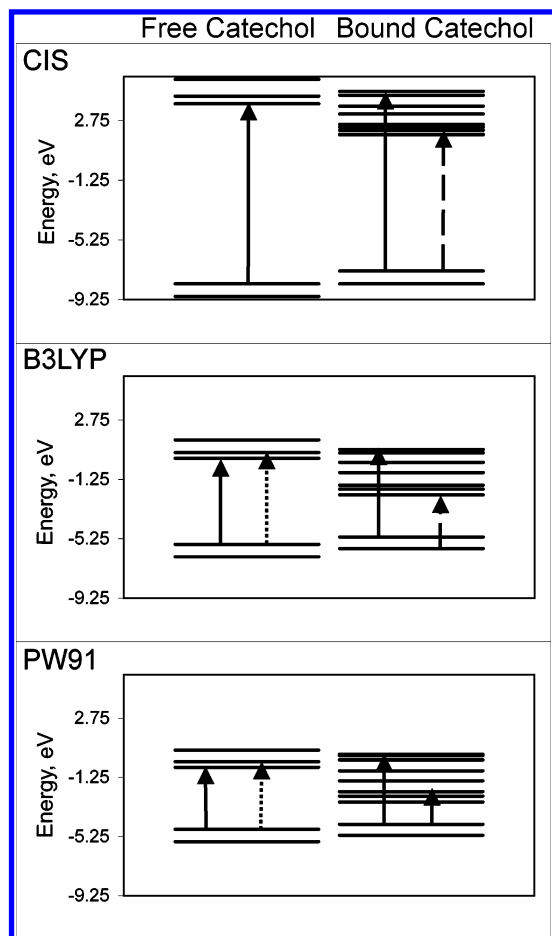 Free Catechol Bound Catechol
CIS
2.75
-1.25
-5.25
-9.25
Energy, eV
B3LYP
2.75
-1.25
-5.25
-9.25
Energy, eV
PW91
2.75
-1.25
-5.25
-9.25
Energy, eV